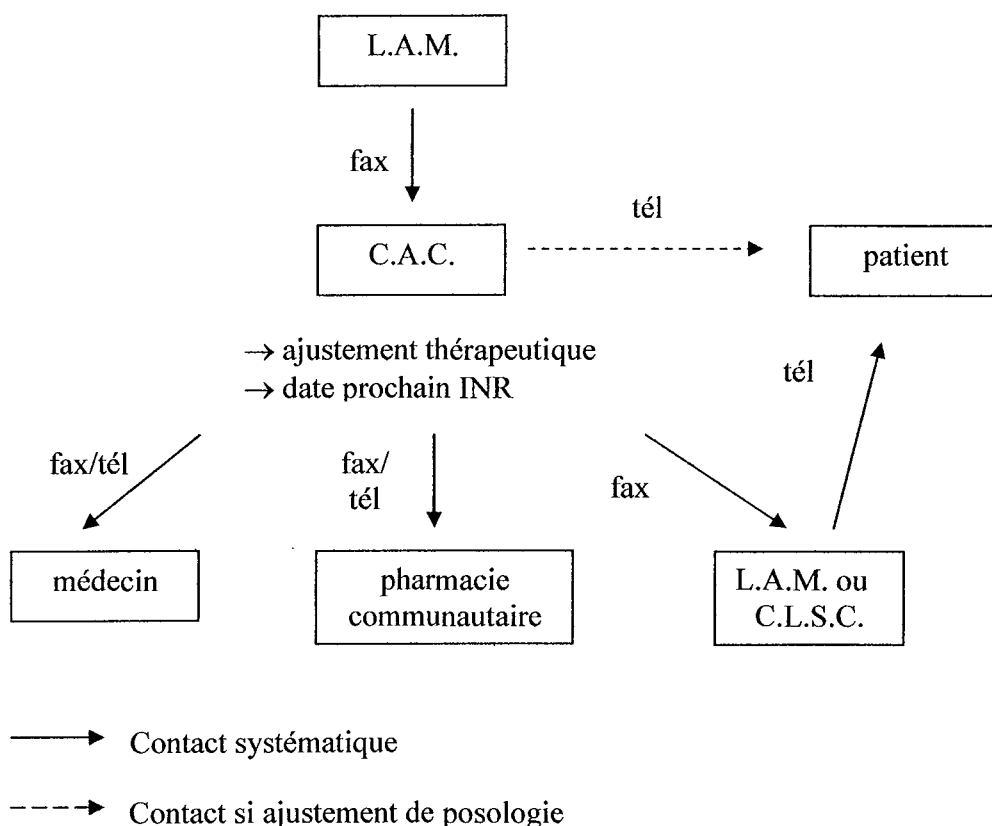 L.A.M.
fax
tél
C.A.C.
patient
→ ajustement thérapeutique
→ date prochain INR
tél
fax/tél
fax/
tél
fax
médecin
pharmacie
communautaire
L.A.M. ou
C.L.S.C.
Contact systématique
Contact si ajustement de posologie